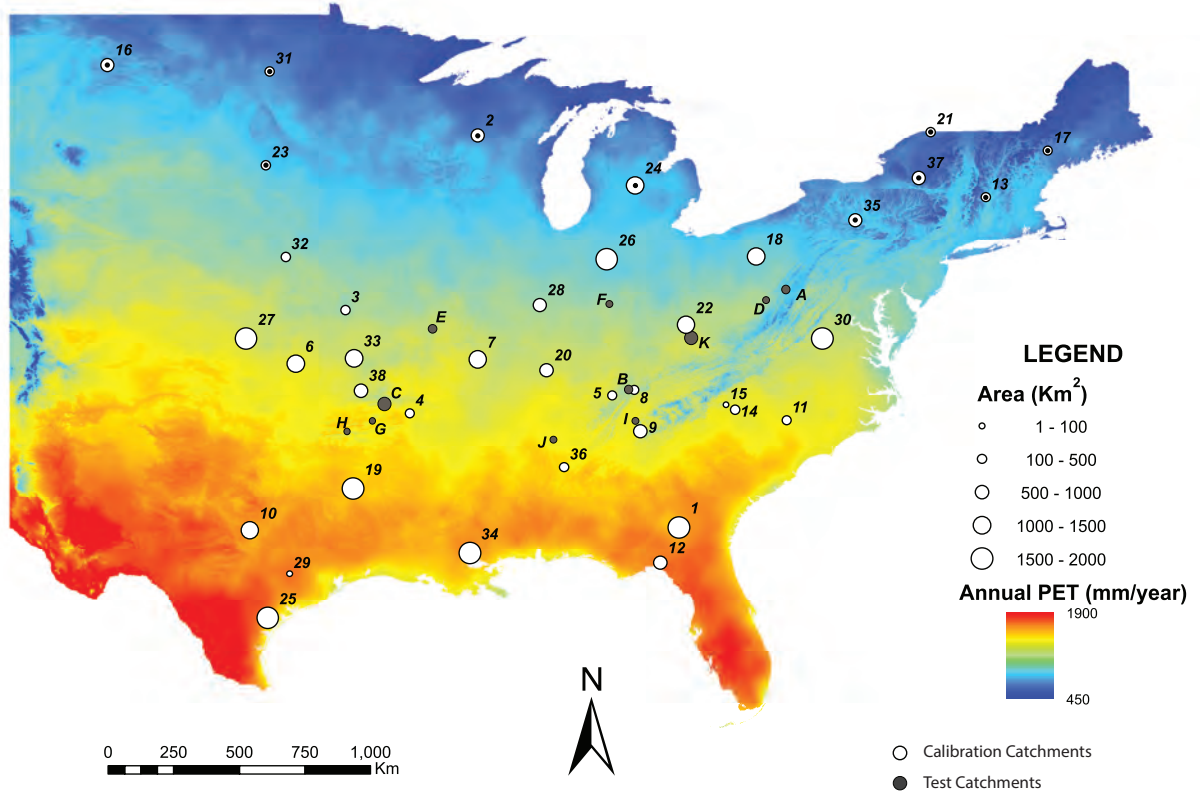 16
31
2
21
17
23
24
37
13
35
32
26
18
3
28
F
D
A
27
E
22
30
6
33
7
20
K
38
C
4
5
B
8
15
14
11
H
G
I
9
J
36
19
10
1
34
12
29
25
LEGEND
Area (Km2)
1 - 100
100 - 500
500 - 1000
1000 - 1500
1500 - 2000
Annual PET (mm/year)
1900
450
N
0 250 500 750 1,000
Km
Calibration Catchments
Test Catchments